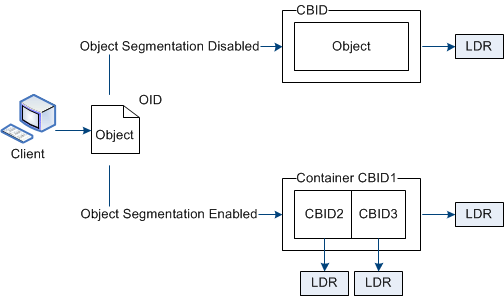 CBID
Object Segmentation Disabled
Object
LDR
OID
Object
Client
Container CBID1
Object Segmentation Enabled
CBID2
CBID3
LDR
LDR
LDR